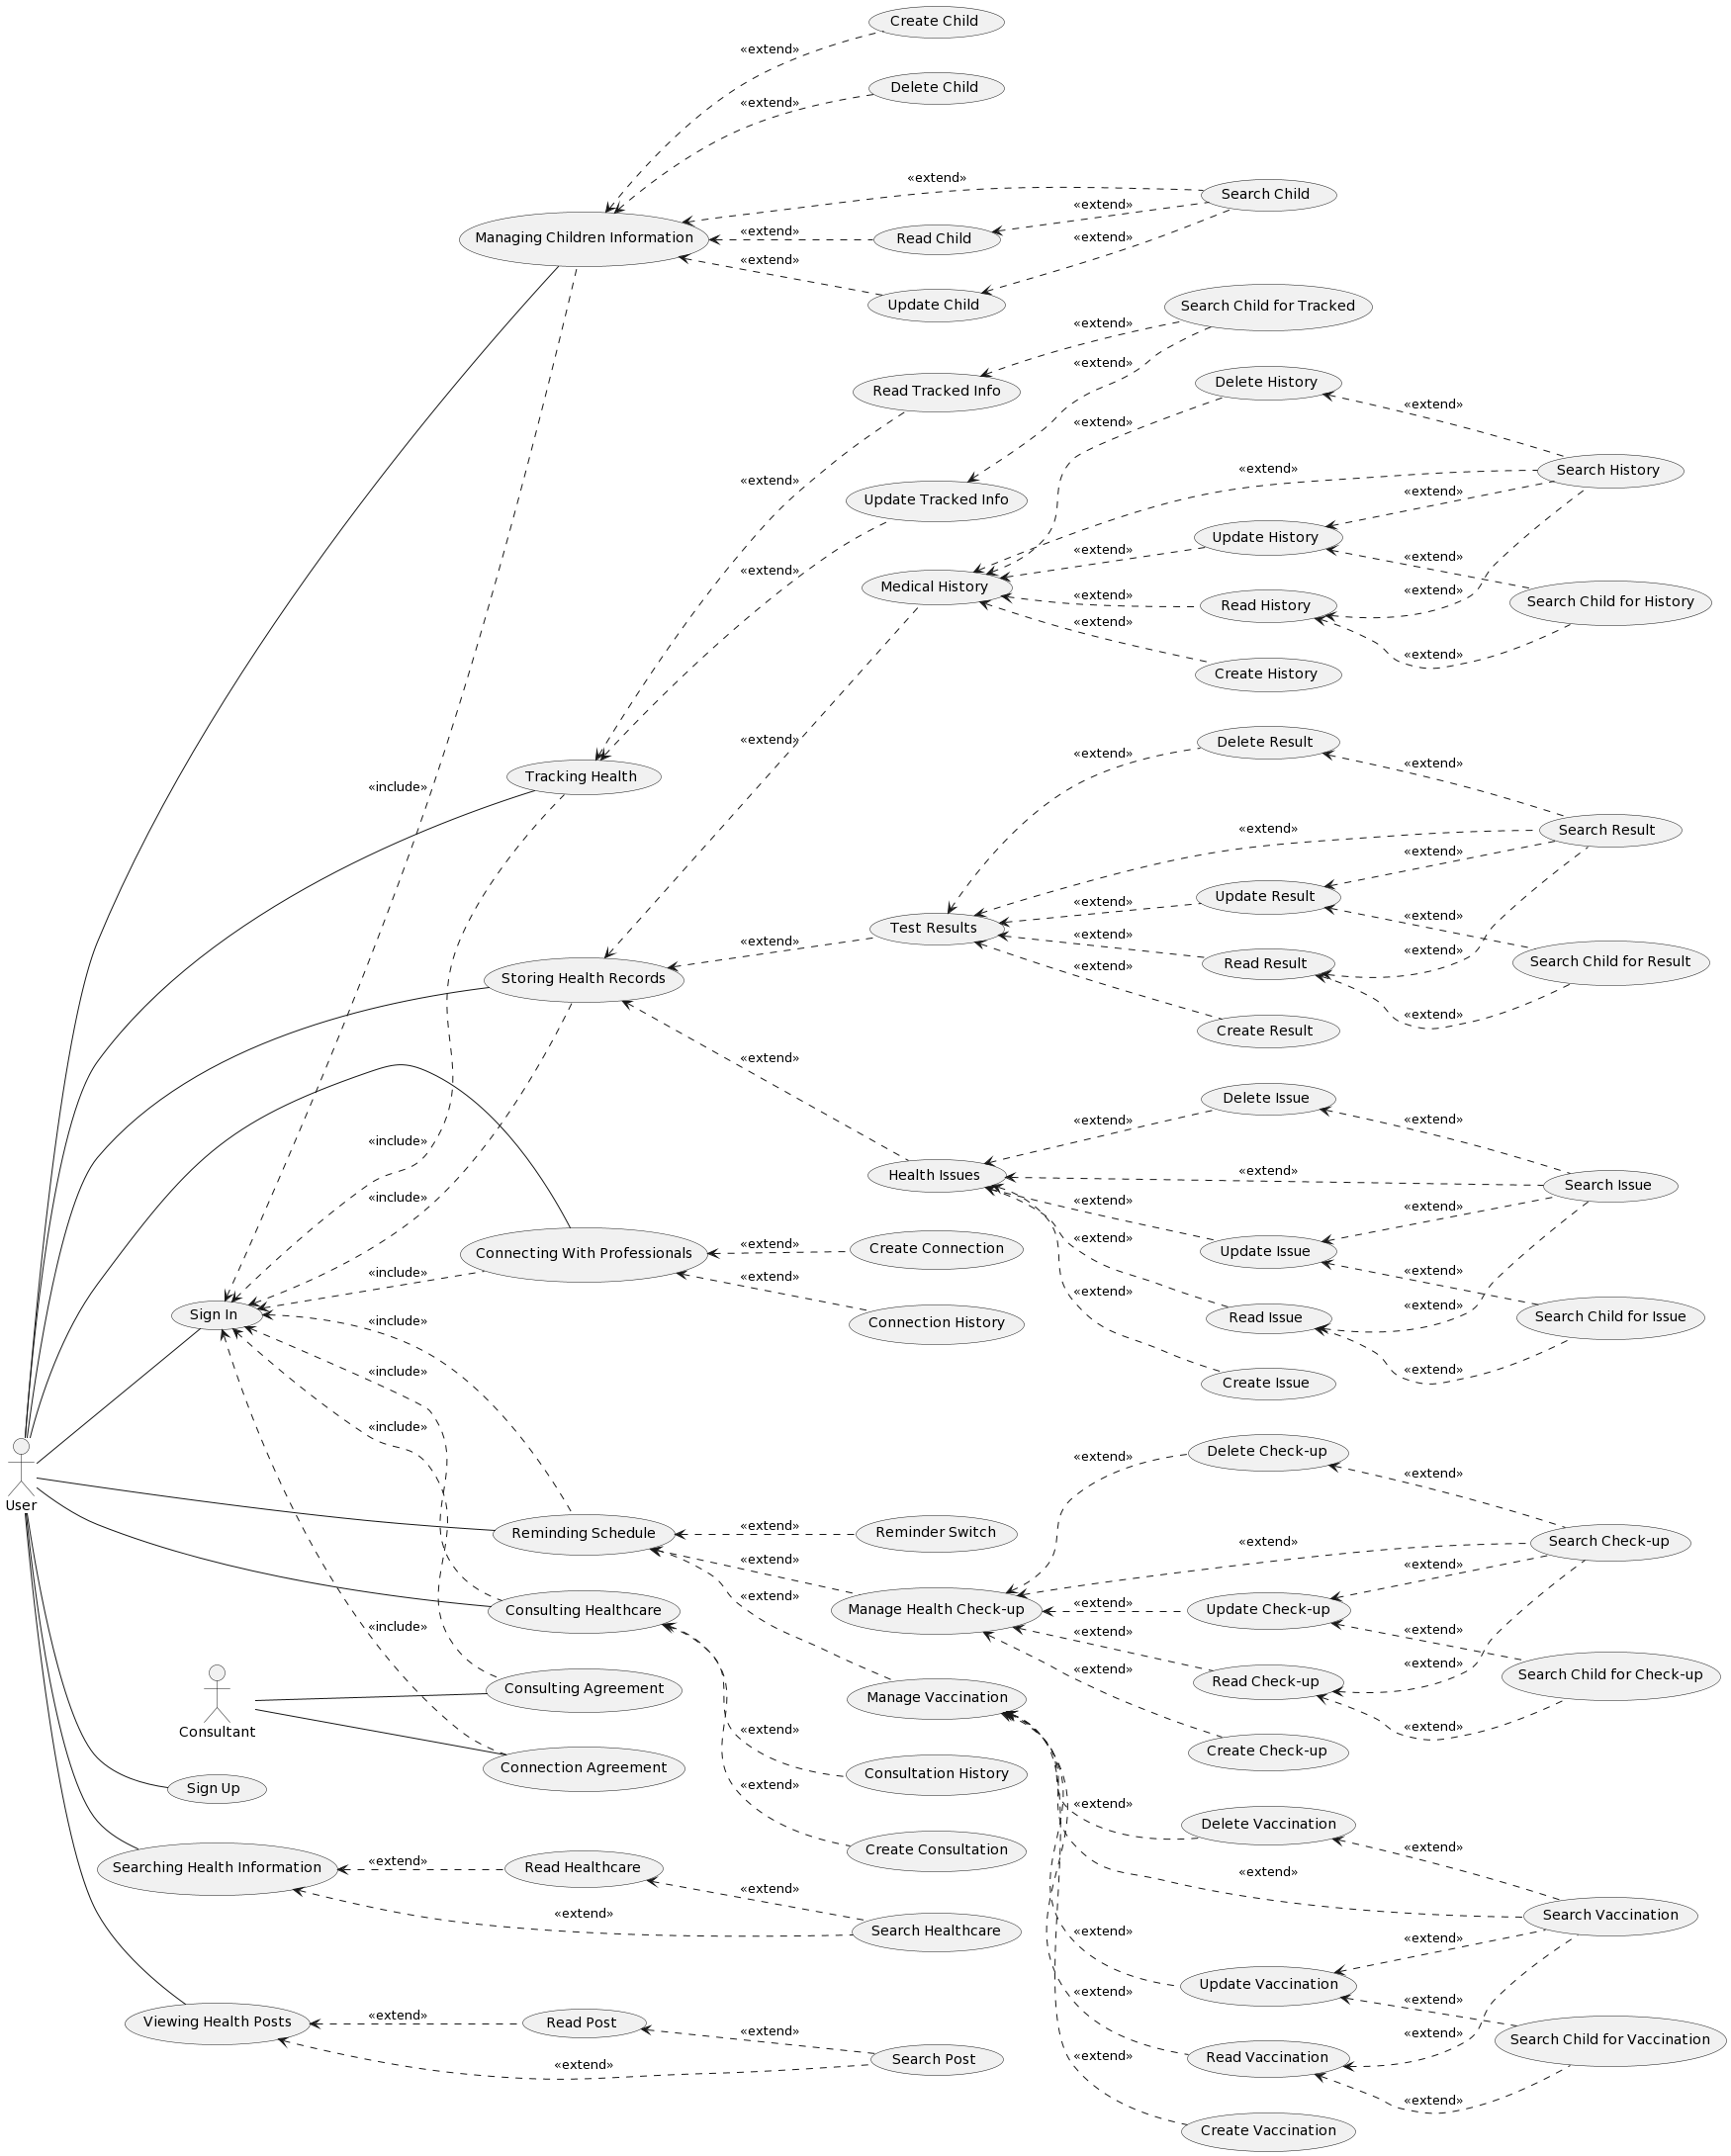 Create Child
«extend»
Delete Child
«extend»
«extend»
Search Child
«extend»
Managing Children Information
«extend»
Read Child
«extend»
«extend»
Update Child
Search Child for Tracked
«extend»
«extend»
Read Tracked Info
Delete History
«extend»
«extend»
Search History
«extend»
«extend»
Update Tracked Info
«extend»
Update History
«extend»
«extend»
«extend»
Medical History
«extend»
«extend»
Read History
Search Child for History
«extend»
«extend»
Create History
«extend»
Delete Result
«extend»
«extend»
Tracking Health
«include»
«extend»
Search Result
«extend»
Update Result
«extend»
«extend»
Test Results
«extend»
«extend»
«extend»
Read Result
Search Child for Result
«extend»
Storing Health Records
«extend»
Create Result
«extend»
Delete Issue
«extend»
«extend»
«include»
Health Issues
«extend»
Search Issue
«include»
«extend»
«extend»
Connecting With Professionals
«extend»
Create Connection
«extend»
Update Issue
«include»
«extend»
«extend»
«extend»
Sign In
«include»
Connection History
Read Issue
«extend»
Search Child for Issue
«include»
«extend»
Create Issue
«include»
Delete Check-up
«extend»
«extend»
User
Reminding Schedule
«extend»
Reminder Switch
«extend»
Search Check-up
«extend»
«extend»
«extend»
Consulting Healthcare
Manage Health Check-up
«extend»
Update Check-up
«include»
«extend»
«extend»
«extend»
Search Child for Check-up
Consulting Agreement
Read Check-up
Manage Vaccination
Consultant
«extend»
«extend»
Create Check-up
Connection Agreement
Consultation History
Sign Up
«extend»
«extend»
Delete Vaccination
Create Consultation
«extend»
Searching Health Information
«extend»
Read Healthcare
«extend»
«extend»
«extend»
Search Vaccination
Search Healthcare
«extend»
«extend»
Update Vaccination
«extend»
«extend»
Viewing Health Posts
«extend»
Read Post
«extend»
«extend»
Search Child for Vaccination
«extend»
Search Post
«extend»
Read Vaccination
«extend»
Create Vaccination